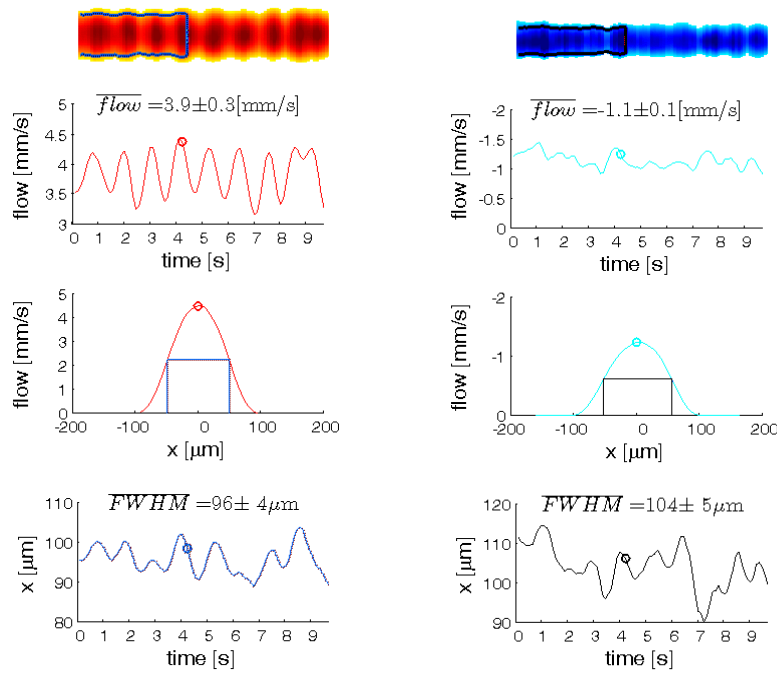 flow =3.9±0.3[mm/s]
5
4.5
4
3.5
3
flow [mm/s]
0 1 2 3 4 5 6 7 8 9
time [s]
flow =-1.1±0.1[mm/s]
-2
-1.5
-1
-0.5
0
flow [mm/s]
0 1 2 3 4 5 6 7 8 9
time [s]
5
4
3
2
1
0
flow [mm/s]
-200 -100 0 100 200
x [μm]
-2
-1
0
flow [mm/s]
-200 -100 0 100 200
x [μm]
FWHM =96± 4μm
110
100
90
80
x [μm]
0 1 2 3 4 5 6 7 8 9
time [s]
FWHM =104± 5μm
120
110
100
90
x [μm]
0 1 2 3 4 5 6 7 8 9
time [s]